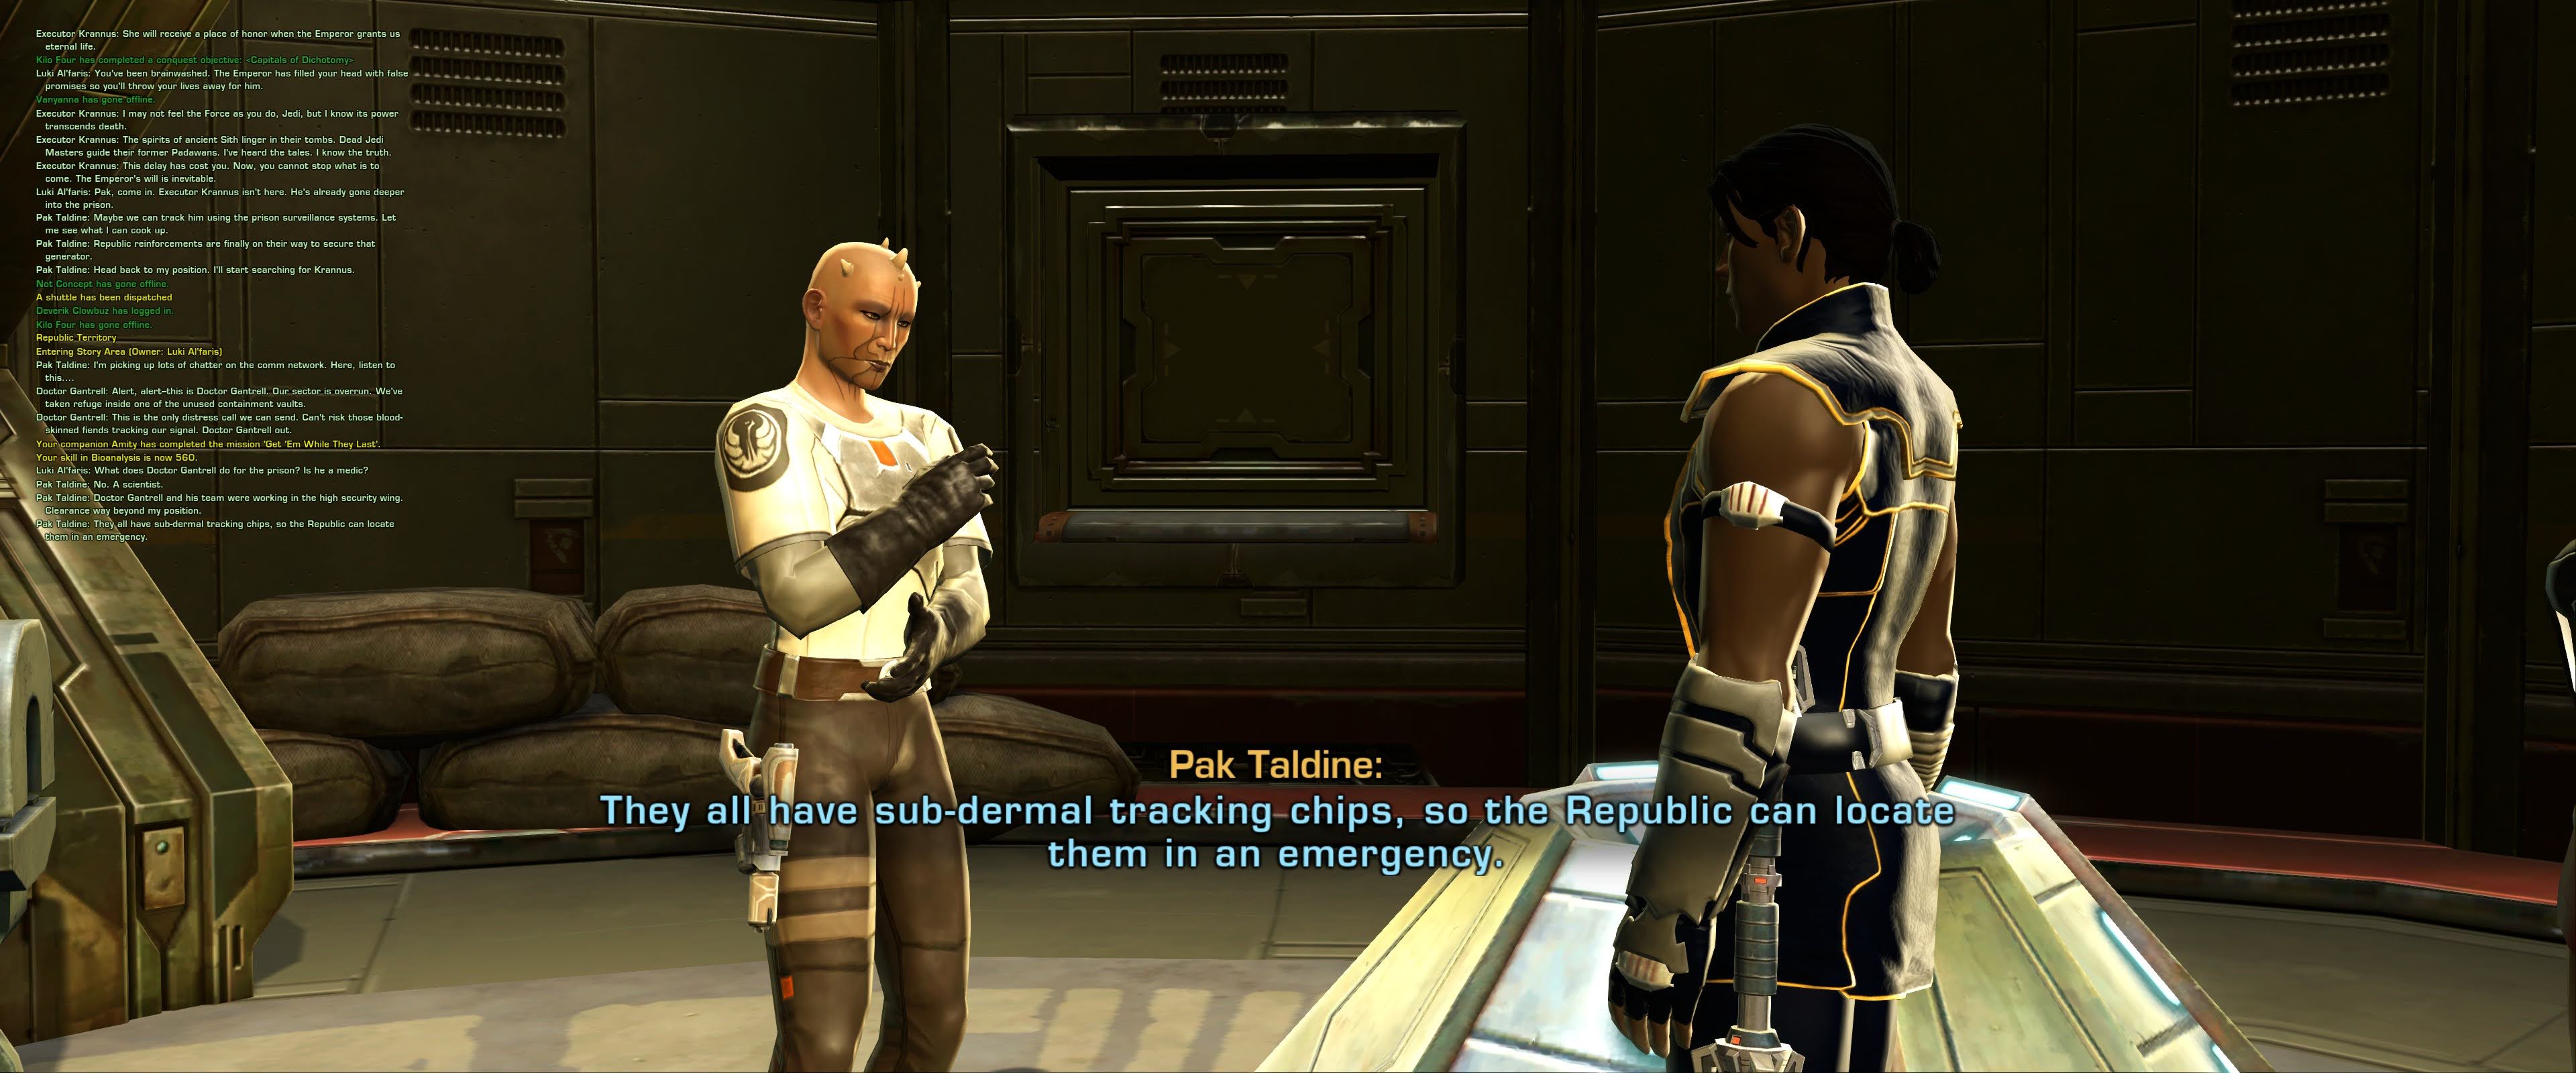 Executor Krannus: She will receive a place of honor when the Emperor grants us
eternal life.
Kilo Four has completed a conquest objective: <Capitals of Dichotomy>
Luki Al'faris: You've been brainwashed. The Emperor has filled your head with false
promises so you'll throw your lives away for him.
Vanyanna has gone offline.
Executor Krannus: I may not feel the Force as you do, Jedi, but I know its power
transcends death.
Executor Krannus: The spirits of ancient Sith linger in their tombs. Dead Jedi
Masters guide their former Padawans. I've heard the tales. I know the truth.
Executor Krannus: This delay has cost you. Now, you cannot stop what is to
come. The Emperor's will is inevitable.
Luki Al'faris: Pak, come in. Executor Krannus isn't here. He's already gone deeper
into the prison.
Pak Taldine: Maybe we can track him using the prison surveillance systems. Let
me see what I can cook up.
Pak Taldine: Republic reinforcements are finally on their way to secure that
generator.
Pak Taldine: Head back to my position. I'll start searching for Krannus.
Not Concept has gone offline.
A shuttle has been dispatched
Deverik Clowbuz has logged in.
Kilo Four has gone offline.
Republic Territory
Entering Story Area (Owner: Luki Al'faris)
Pak Taldine: I'm picking up lots of chatter on the comm network. Here, listen to
this....
Doctor Gantrell: Alert, alert—this is Doctor Gantrell. Our sector is overrun. We've
taken refuge inside one of the unused containment vaults.
Doctor Gantrell: This is the only distress call we can send. Can't risk those blood-
skinned fiends tracking our signal. Doctor Gantrell out.
Your companion Amity has completed the mission 'Get 'Em While They Last'.
Your skill in Bioanalysis is now 560.
Luki Al'faris: What does Doctor Gantrell do for the prison? Is he a medic?
Pak Taldine: No. A scientist.
Pak Taldine: Doctor Gantrell and his team were working in the high security wing.
Clearance way beyond my position.
Pak Taldine: They all have sub-dermal tracking chips, so the Republic can locate
them in an emergency.
Pak Taldine:
They all have sub-dermal tracking chips, so the Republic can locate
them in an emergency.